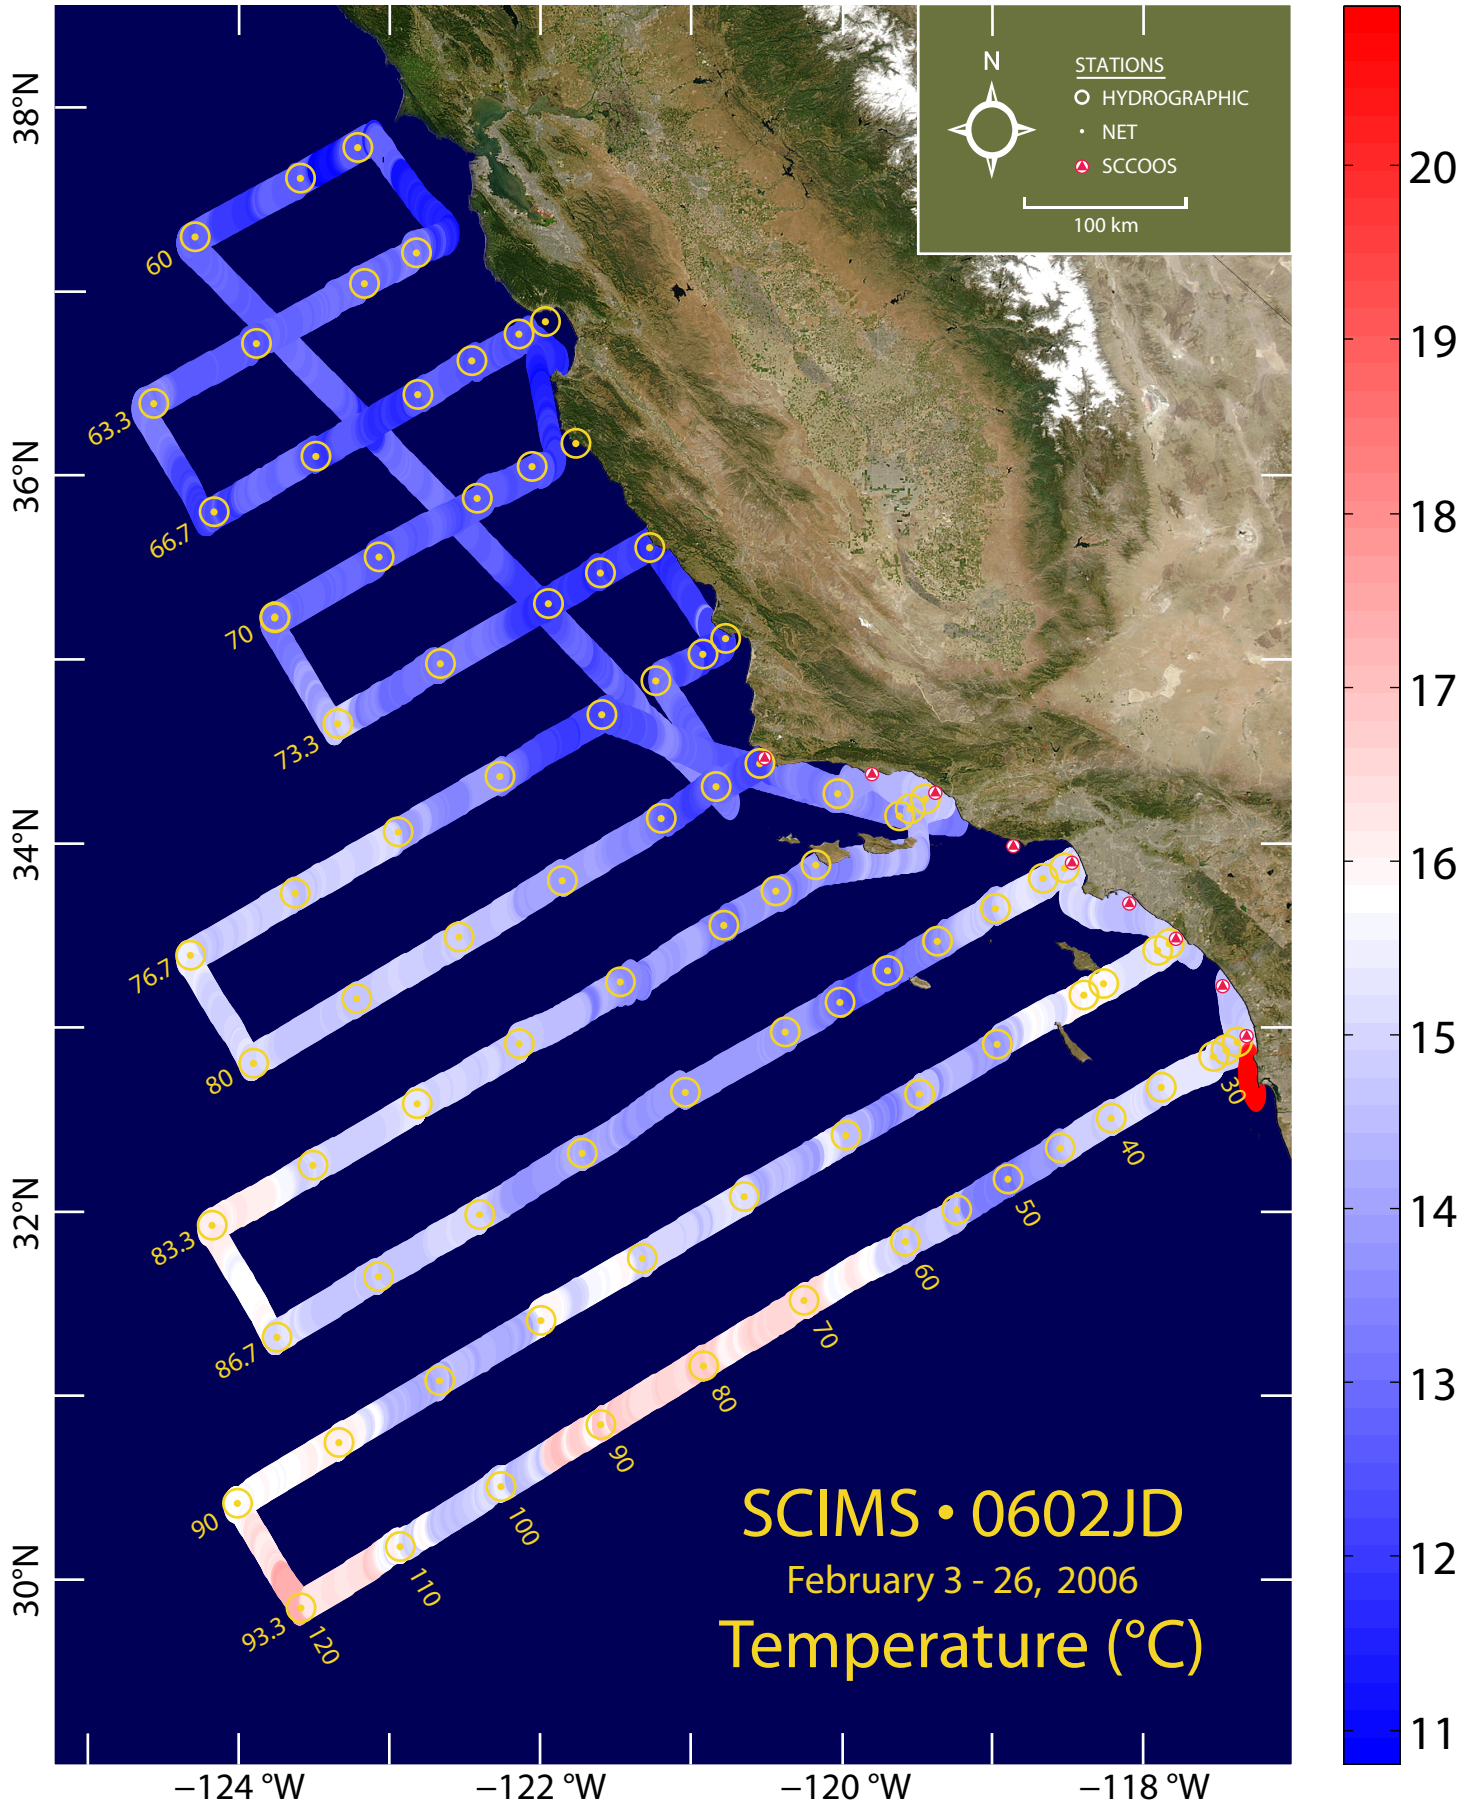 38°N
36°N
34°N
32°N
30°N
N
STATIONS
HYDROGRAPHIC
NET
SCCOOS
100 km
20
19
18
17
16
15
14
13
12
11
60
63.3
66.7
70
73.3
76.7
80
83.3
86.7
90
93.3
30
40
50
60
70
80
90
100
110
120
SCIMS • 0602JD
February 3 - 26, 2006
Temperature (°C)
−124 °W
−122 °W
−120 °W
−118 °W